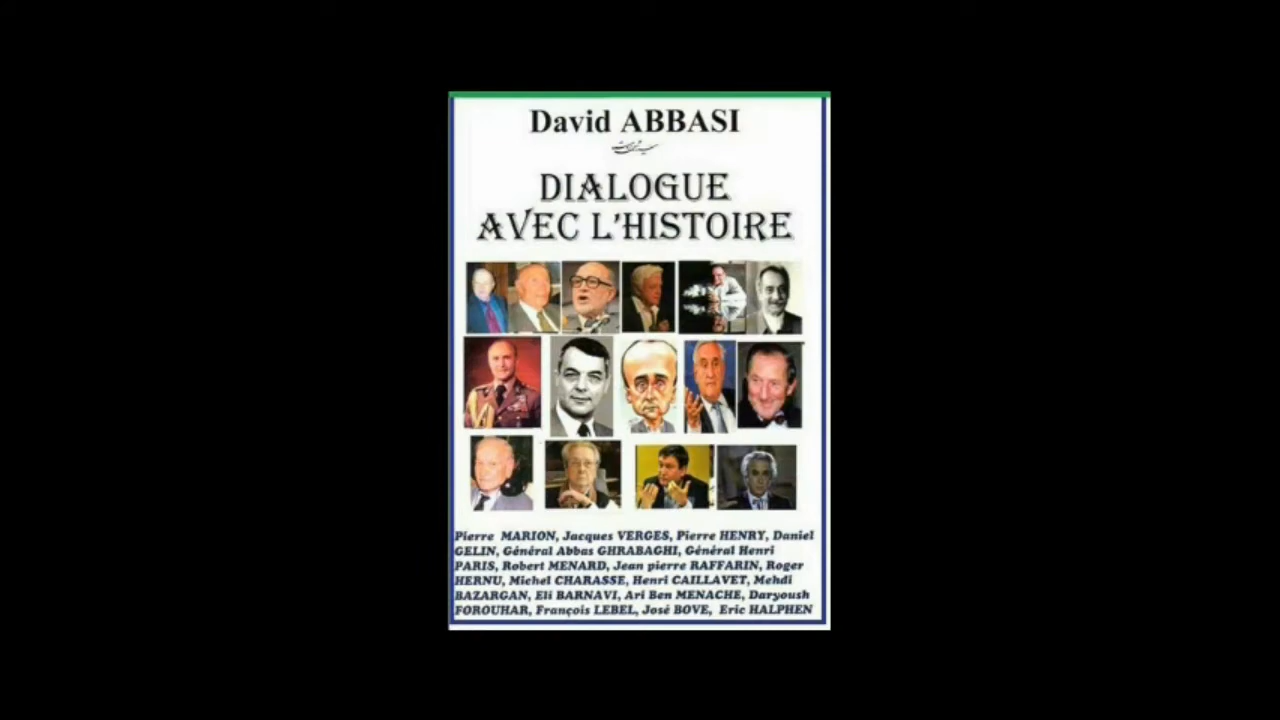 David ABBASI
DIALOGUE
AVEC L'HISTOIRE
Pierre MARION, Jacques VERGES, Pierre HENRY, Daniel
GELIN, Général Abbas GHRABAGHI, Général Henri
PARIS, Robert MENARD, Jean pierre RAFFARIN, Roger
HERNU, Michel CHARASSE, Henri CAILLAVET, Mehdi
BAZARGAN, Eli BARNAVI, Ari Ben MENACHE, Daryoush
FOROUHAR, François LEBEL, José BOVE, Eric HALPHEN